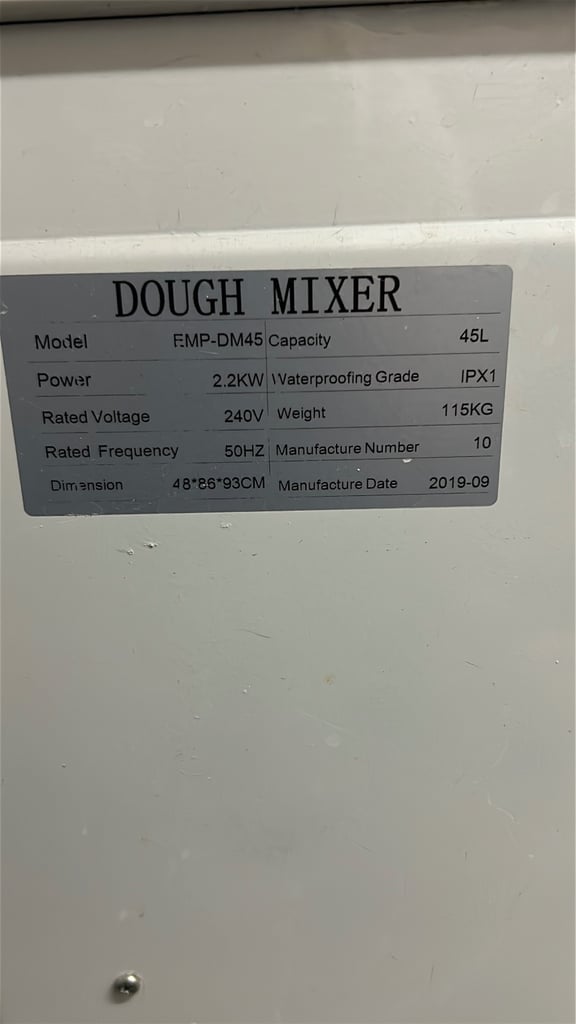 DOUGH MIXER
Model EMP-DM45 Capacity 45L
Power 2.2KW Waterproofing Grade IPX1
Rated Voltage 240V Weight 115KG
Rated Frequency 50HZ Manufacture Number 10
Dimension 48*86*93CM Manufacture Date 2019-09